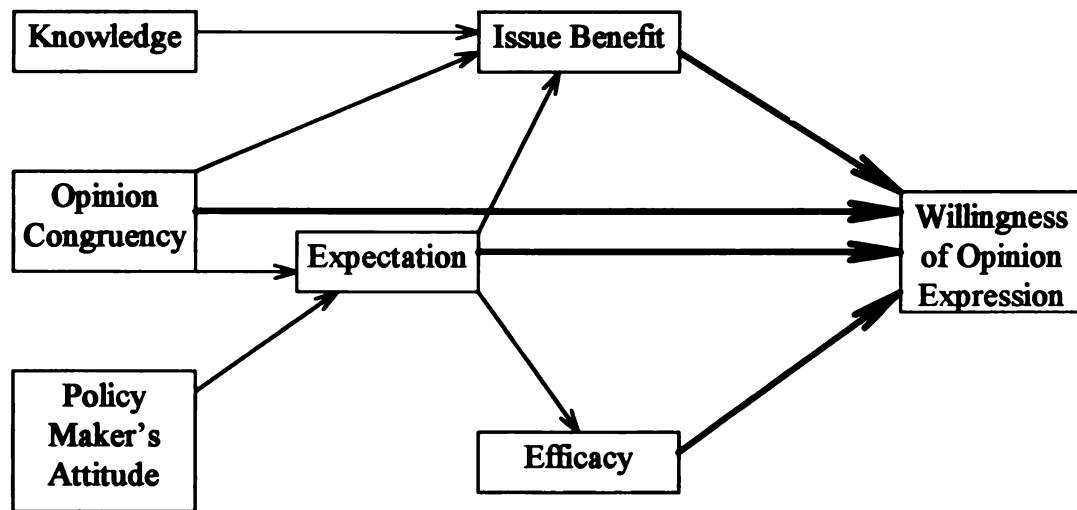 Knowledge
Issue Benefit
Opinion
Congruency
Expectation
Willingness
of Opinion
Expression
Policy
Maker's
Attitude
Efficacy